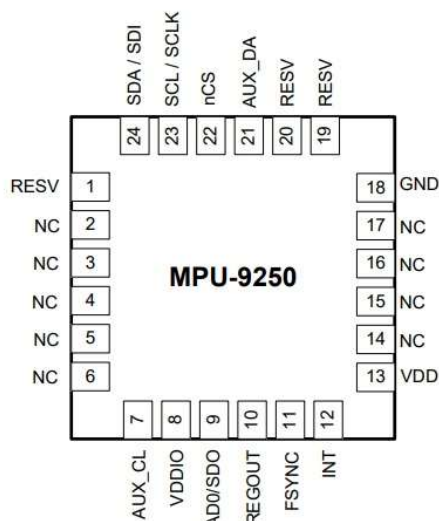 SDA / SDI
SCL / SCLK
nCS
AUX_DA
RESV
RESV
24
23
22
21
20
19
RESV 1
NC 2
NC 3
NC 4
NC 5
NC 6
MPU-9250
18 GND
17 NC
16 NC
15 NC
14 NC
13 VDD
7
8
9
10
11
12
AUX_CL
VDDIO
AD0/SDO
REGOUT
FSYNC
INT